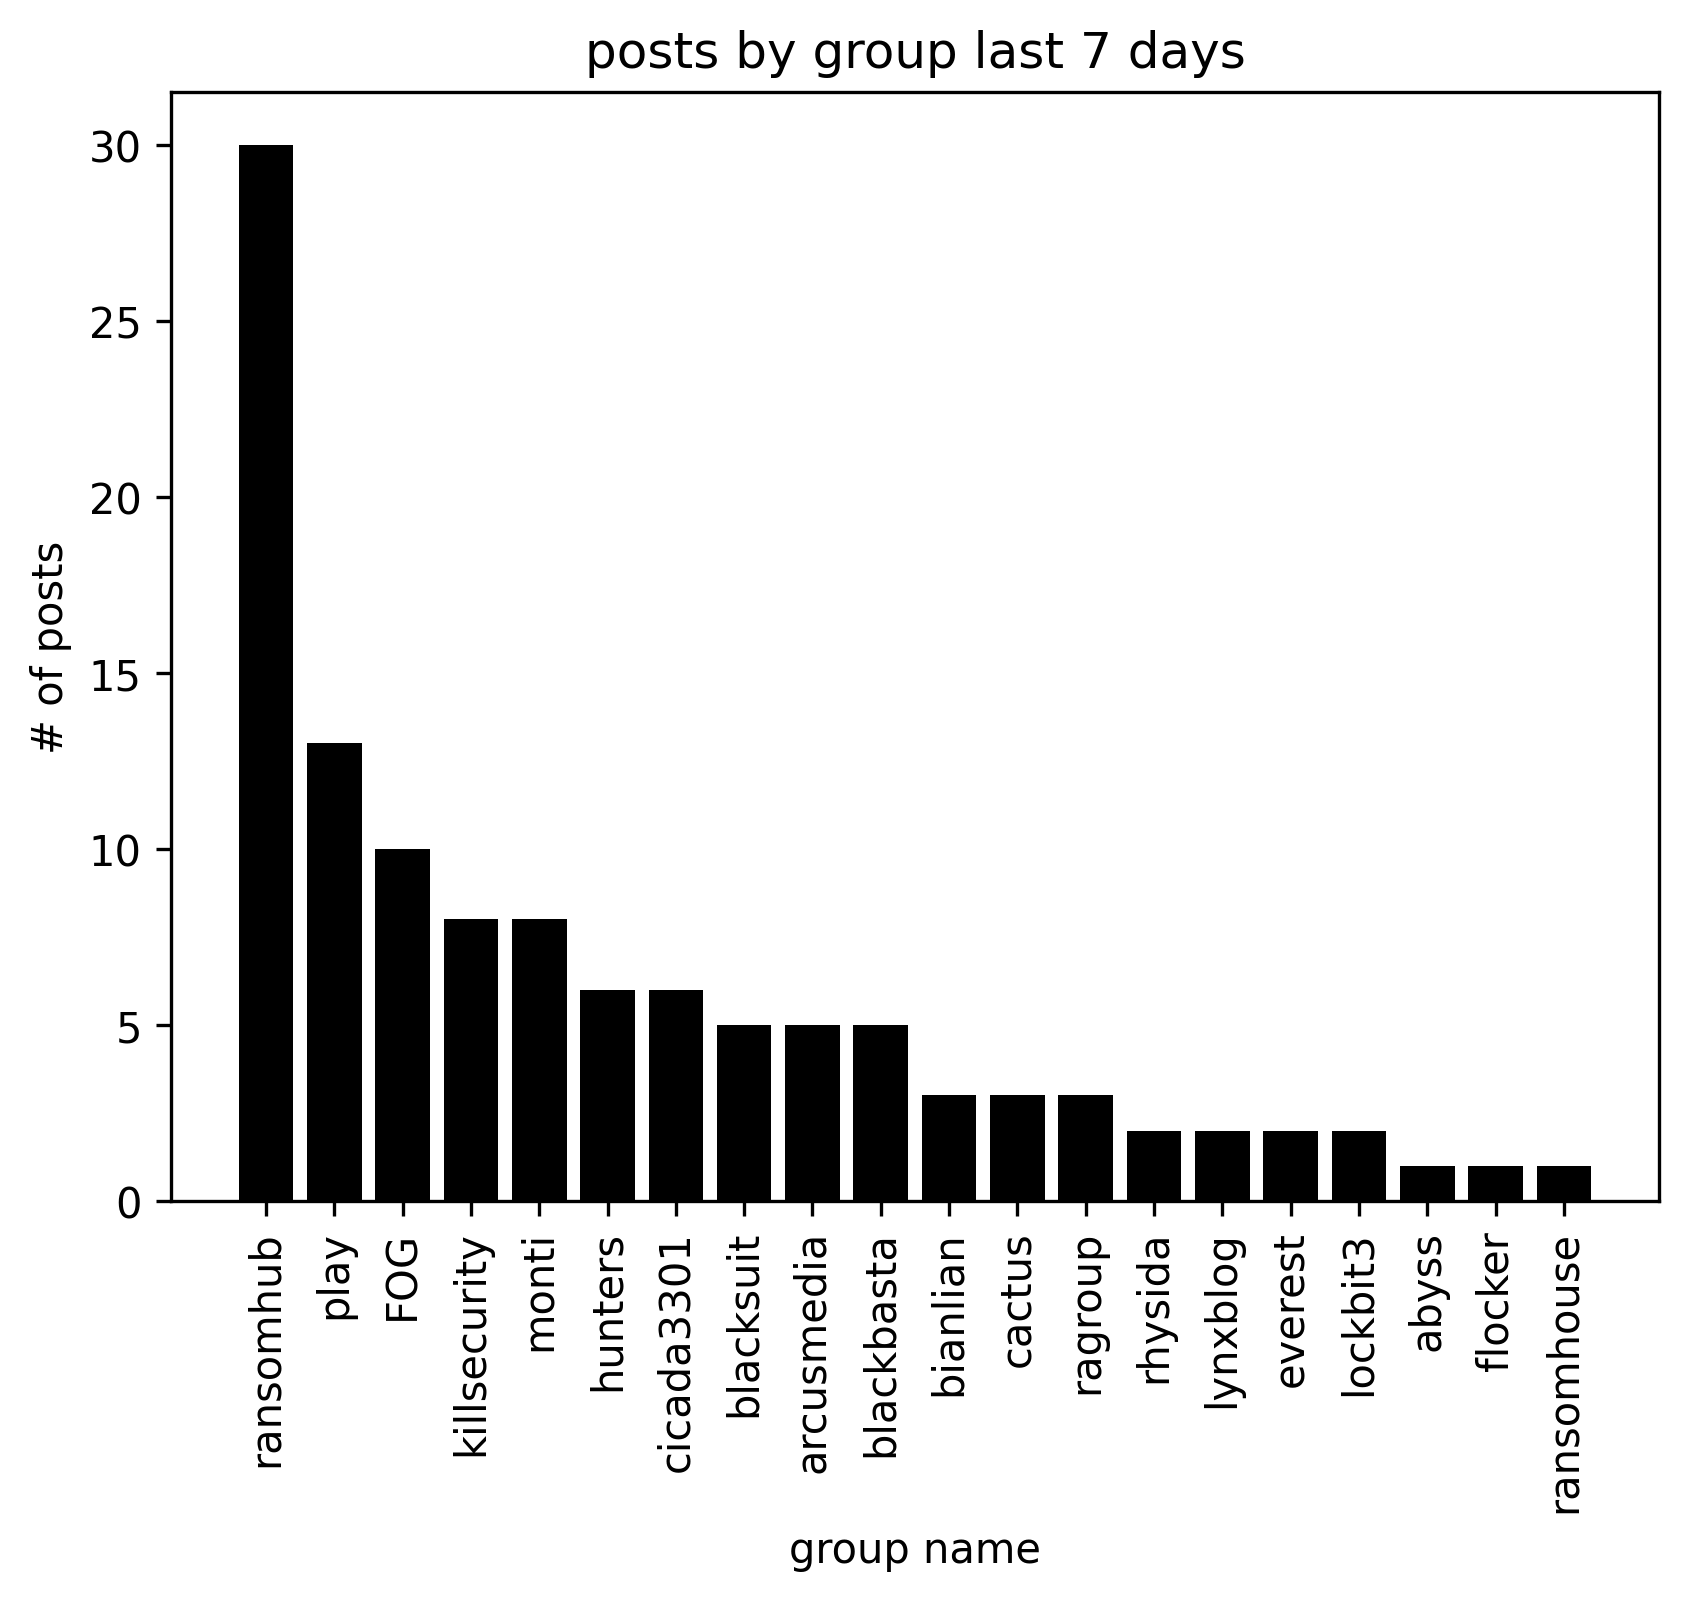 posts by group last 7 days
# of posts
30
25
20
15
10
5
0
ransomhub
play
FOG
killsecurity
monti
hunters
cicada3301
blacksuit
arcusmedia
blackbasta
bianlian
cactus
ragroup
rhysida
lynxblog
everest
lockbit3
abyss
flocker
ransomhouse
group name